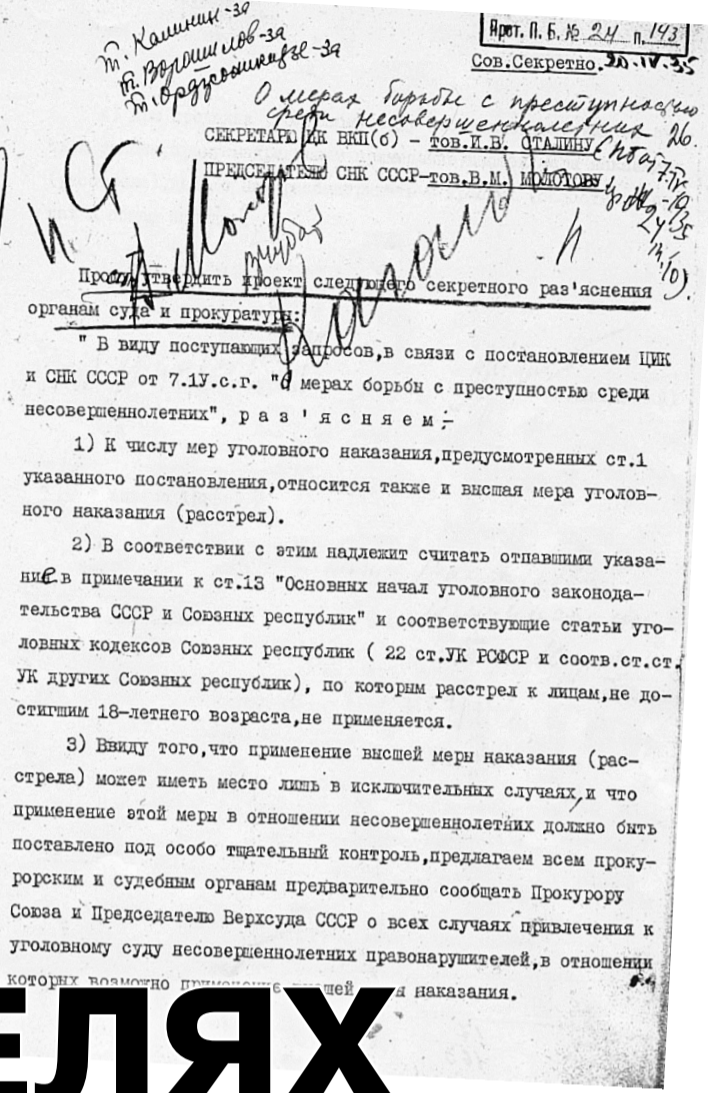 т. Калинин-за
т. Ворошилов-за
т. Орджоникидзе-за
Прот. П. Б. № 24 п. 143
Сов.Секретно. 20.IV.35
О мерах борьбы с преступностью
среди несовершеннолетних 26.
СЕКРЕТАРЮ ЦК ВКП(б) - тов.И.В. СТАЛИНУ
ПРЕДСЕДАТЕЛЮ СНК СССР-тов.В.М. МОЛОТОВУ
Просим утвердить проект следующего секретного раз'яснения
органам суда и прокуратуры:
" В виду поступающих запросов,в связи с постановлением ЦИК
и СНК СССР от 7.1У.с.г. "О мерах борьбы с преступностью среди
несовершеннолетних", р а з ' я с н я е м :-
1) К числу мер уголовного наказания,предусмотренных ст.1
указанного постановления,относится также и высшая мера уголов-
ного наказания (расстрел).
2) В соответствии с этим надлежит считать отпавшими указа-
ние в примечании к ст.13 "Основных начал уголовного законода-
тельства СССР и Союзных республик" и соответствующие статьи уго-
ловных кодексов Союзных республик ( 22 ст.УК РСФСР и соотв.ст.ст.
УК других Союзных республик), по которым расстрел к лицам,не до-
стигшим 18-летнего возраста,не применяется.
3) Ввиду того,что применение высшей меры наказания (рас-
стрела) может иметь место лишь в исключительных случаях,и что
применение этой меры в отношении несовершеннолетних должно быть
поставлено под особо тщательный контроль,предлагаем всем проку-
рорским и судебным органам предварительно сообщать Прокурору
Союза и Председателю Верхсуда СССР о всех случаях привлечения к
уголовному суду несовершеннолетних правонарушителей,в отношении
которых возможно применение высшей меры наказания.
ЕЛЯХ